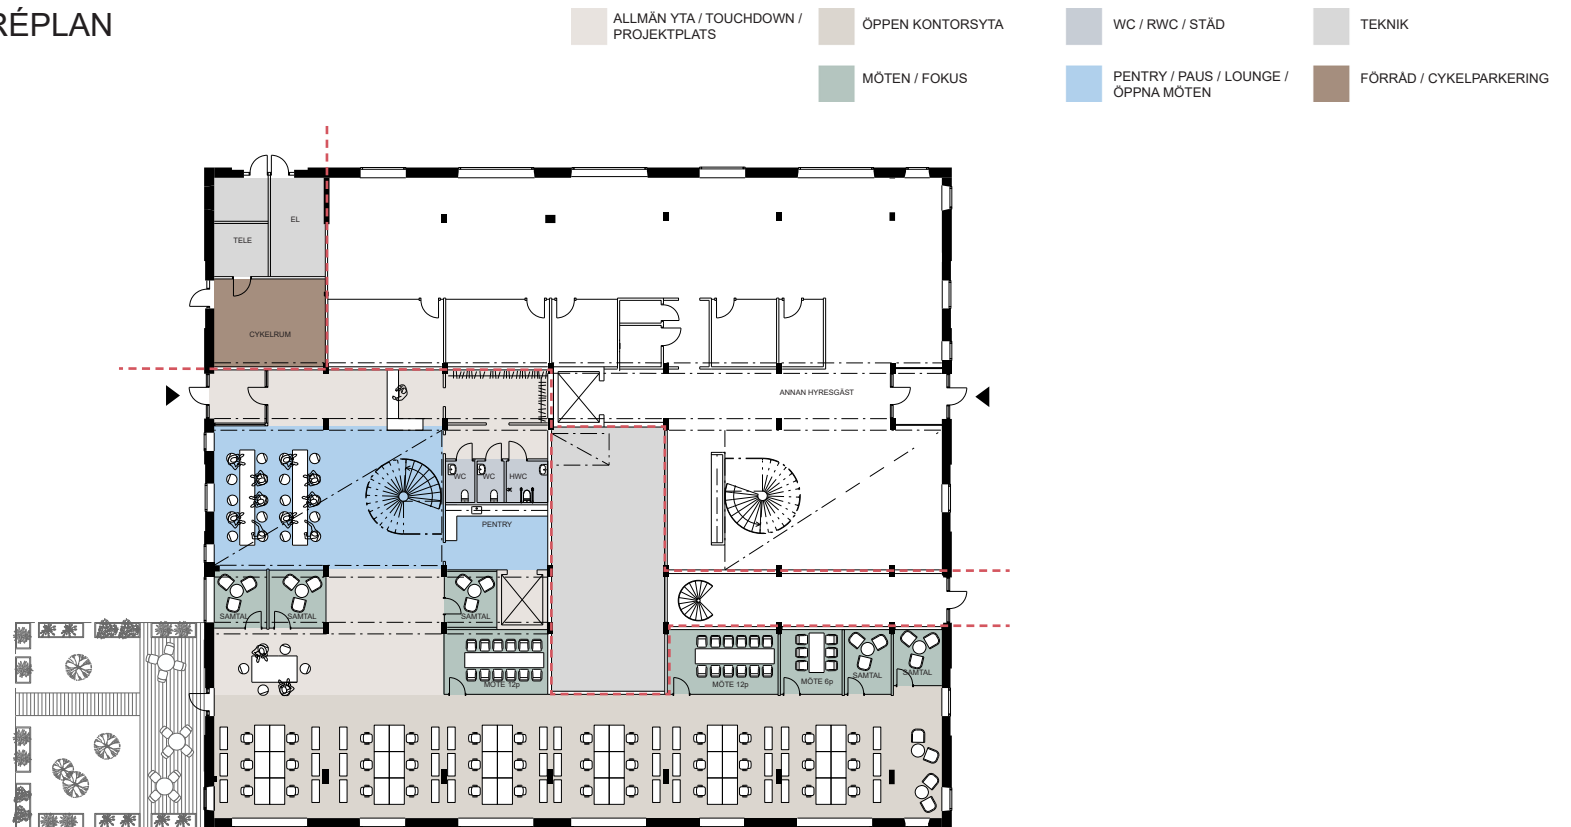 RÉPLAN
ALLMÄN YTA / TOUCHDOWN /
PROJEKTPLATS
ÖPPEN KONTORSYTA
WC / RWC / STÄD
TEKNIK
MÖTEN / FOKUS
PENTRY / PAUS / LOUNGE /
ÖPPNA MÖTEN
FÖRRÅD / CYKELPARKERING
EL
TELE
CYKELRUM
ANNAN HYRESGÄST
WC
WC
HWC
PENTRY
SAMTAL
SAMTAL
SAMTAL
MÖTE 12p
MÖTE 12p
MÖTE 6p
SAMTAL
SAMTAL